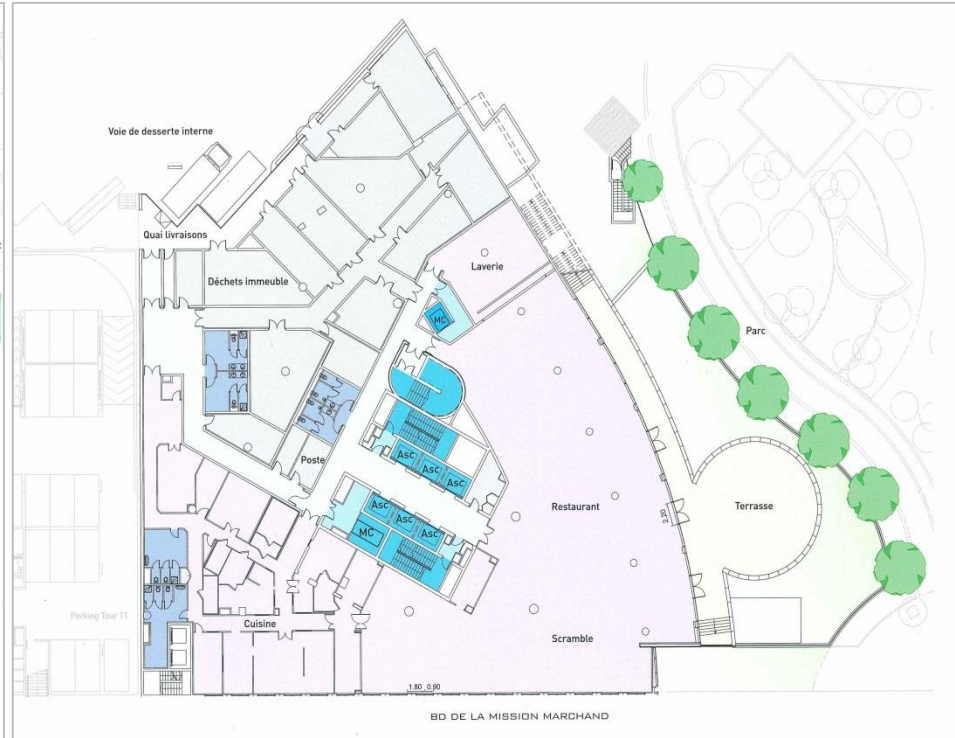 Voie de desserte interne
Quai livraisons
Déchets immeuble
Laverie
MC
Parc
Poste
Asc
Asc
Asc
Asc
Asc
Asc
MC
Restaurant
2.90
Terrasse
Parking Tour T1
Cuisine
Scramble
1.80 0.90
BD DE LA MISSION MARCHAND